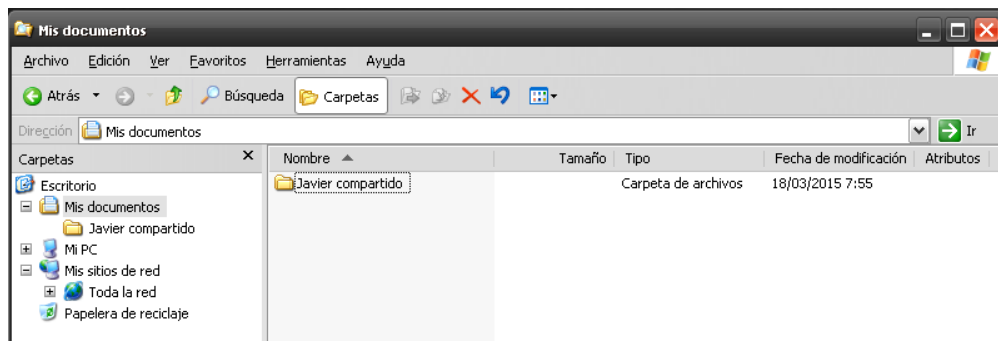 Mis documentos
Archivo Edición Ver Favoritos Herramientas Ayuda
Atrás Búsqueda Carpetas
Dirección Mis documentos Ir
Carpetas Nombre Tamaño Tipo Fecha de modificación Atributos
Escritorio Javier compartido Carpeta de archivos 18/03/2015 7:55
Mis documentos
Javier compartido
Mi PC
Mis sitios de red
Toda la red
Papelera de reciclaje